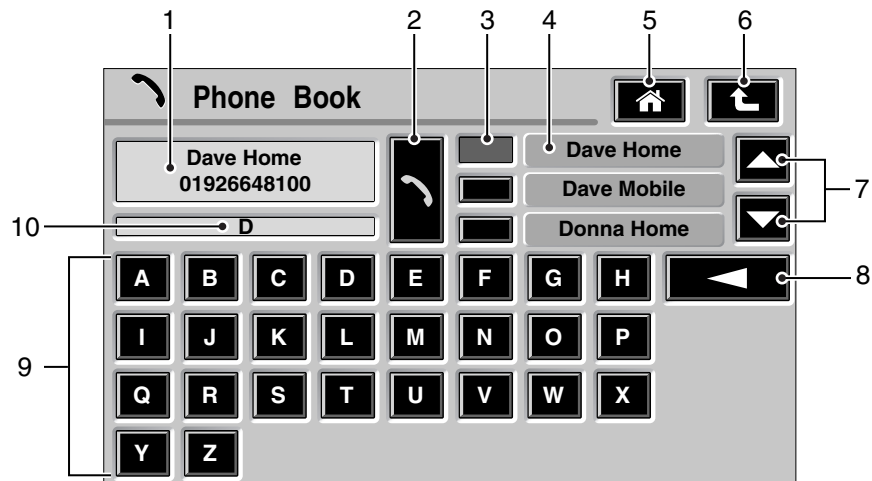 1 2 3 4 5 6
Phone Book
Dave Home
01926648100
Dave Home
Dave Mobile
Donna Home
7
10
D
A B C D E F G H
8
I J K L M N O P
9
Q R S T U V W X
Y Z